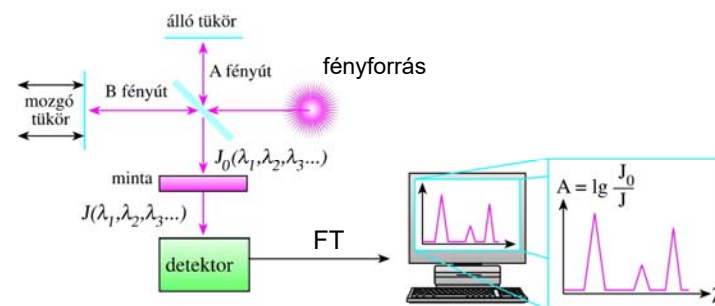 álló tükör
A fényút
fényforrás
B fényút
mozgó
tükör
J₀(λ₁,λ₂,λ₃...)
minta
J(λ₁,λ₂,λ₃...)
detektor
FT
A = lg J₀/J